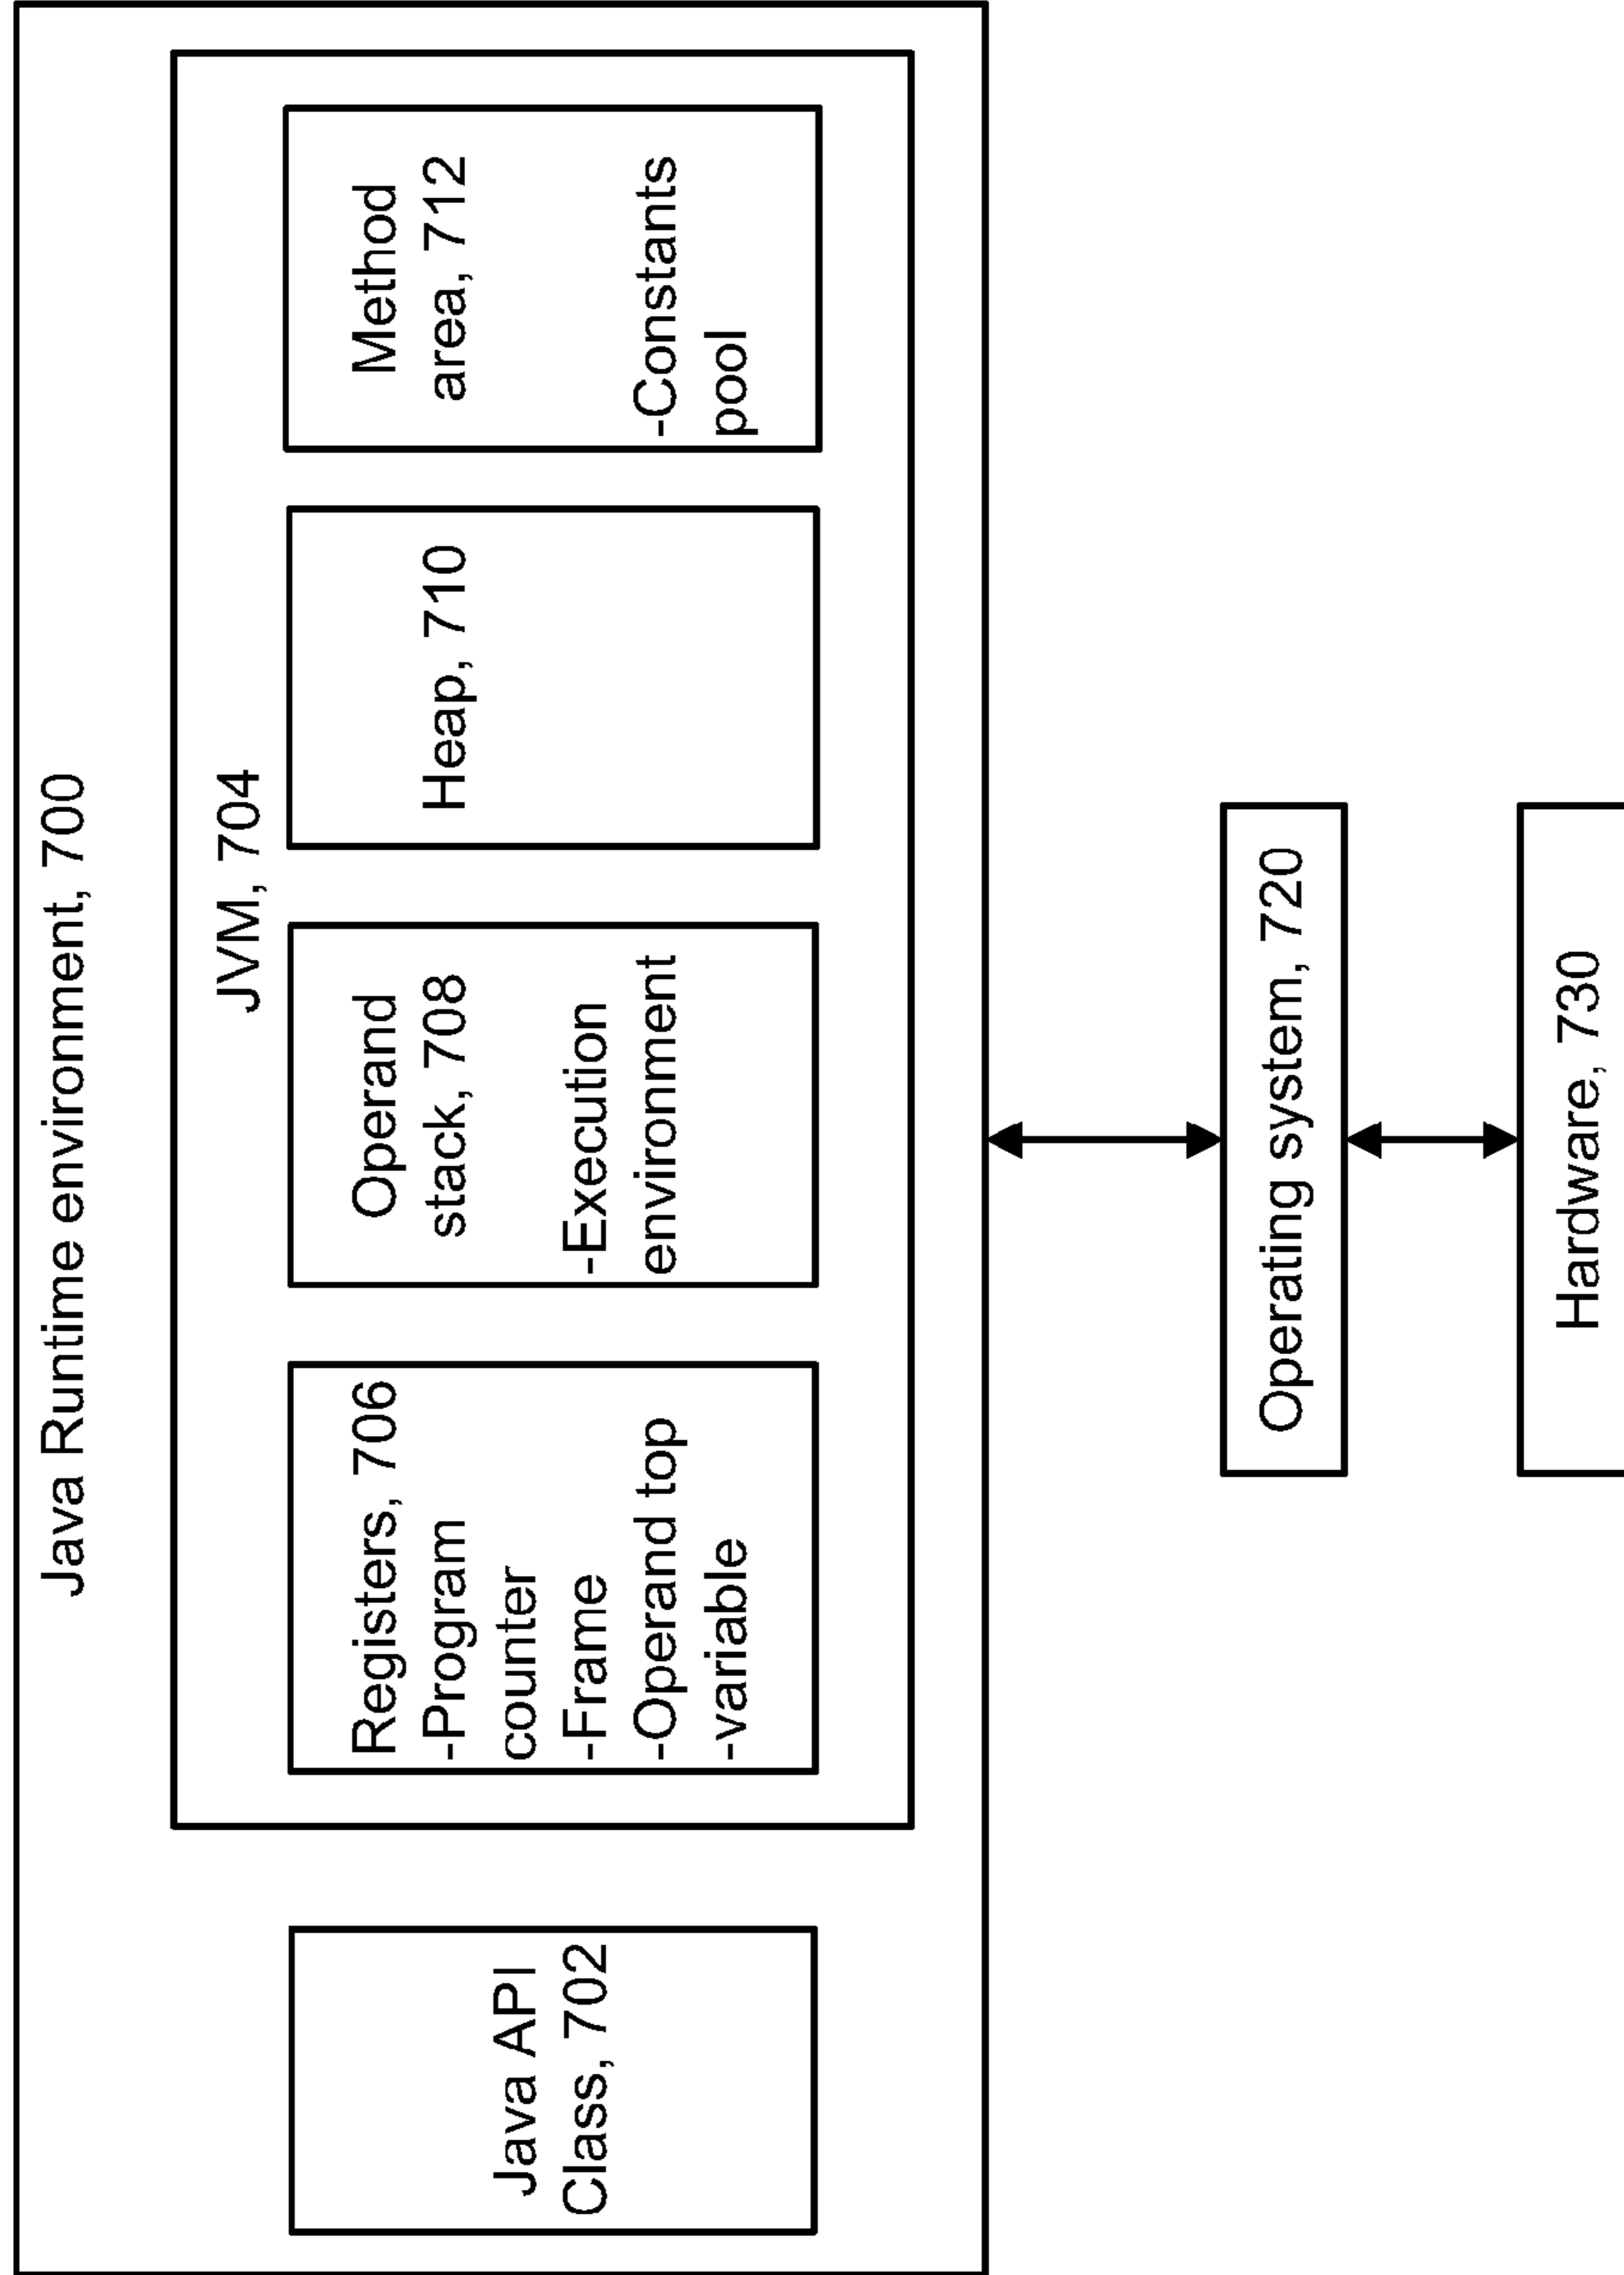 Java Runtime environment, 700
JVM, 704
Java API
Class, 702
Registers, 706
-Program
counter
-Frame
-Operand top
-variable
Operand
stack, 708
-Execution
environment
Heap, 710
Method
area, 712
-Constants
pool
Operating system, 720
Hardware, 730